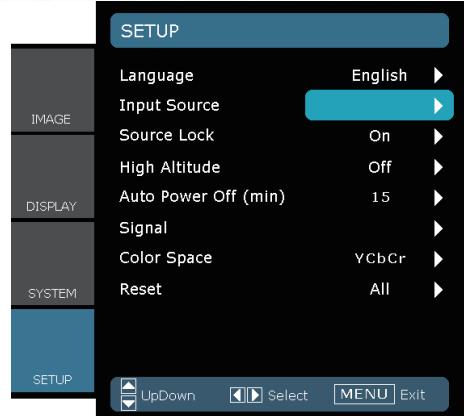 SETUP
Language English
Input Source
Source Lock On
High Altitude Off
Auto Power Off (min) 15
Signal
Color Space YCbCr
Reset All
IMAGE
DISPLAY
SYSTEM
SETUP
UpDown Select MENU Exit